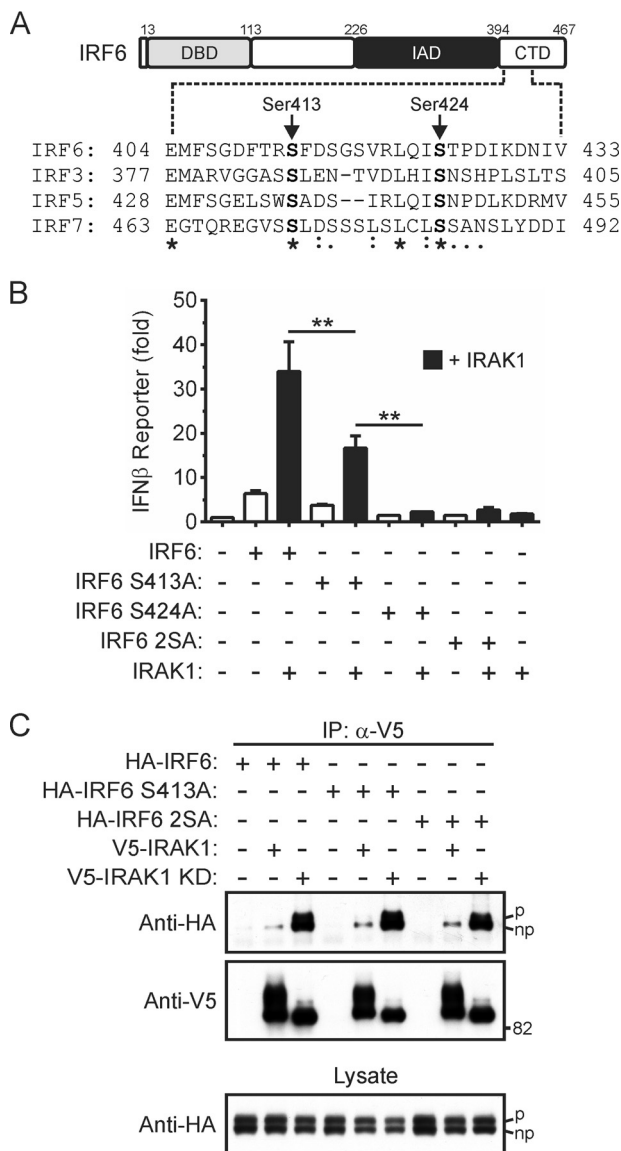 A
13 113 226 394 467
IRF6 DBD IAD CTD
Ser413 Ser424
IRF6: 404 EMFSGDFTRSFDSGSVRLQISTPDIKDNIV 433
IRF3: 377 EMARVGGASSLEN-TVDLHISNSHPLSLTS 405
IRF5: 428 EMFSGELSWSADS--IRLQISNPDLKDRMV 455
IRF7: 463 EGTQREGVSSLDSSSLSLCLSSANSLYDDI 492
* * :. : * :*...
B
50
40
30
20
10
0
IFNβ Reporter (fold)
**
**
+ IRAK1
IRF6: - + + - - - - - - -
IRF6 S413A: - - - + + - - - - -
IRF6 S424A: - - - - - + + - - -
IRF6 2SA: - - - - - - - + + -
IRAK1: - - + - + - + - + +
C
IP: α-V5
HA-IRF6: + + + - - - - - -
HA-IRF6 S413A: - - - + + + - - -
HA-IRF6 2SA: - - - - - - + + +
V5-IRAK1: - + - - + - - + -
V5-IRAK1 KD: - - + - - + - - +
Anti-HA p
np
Anti-V5
82
Lysate
Anti-HA p
np